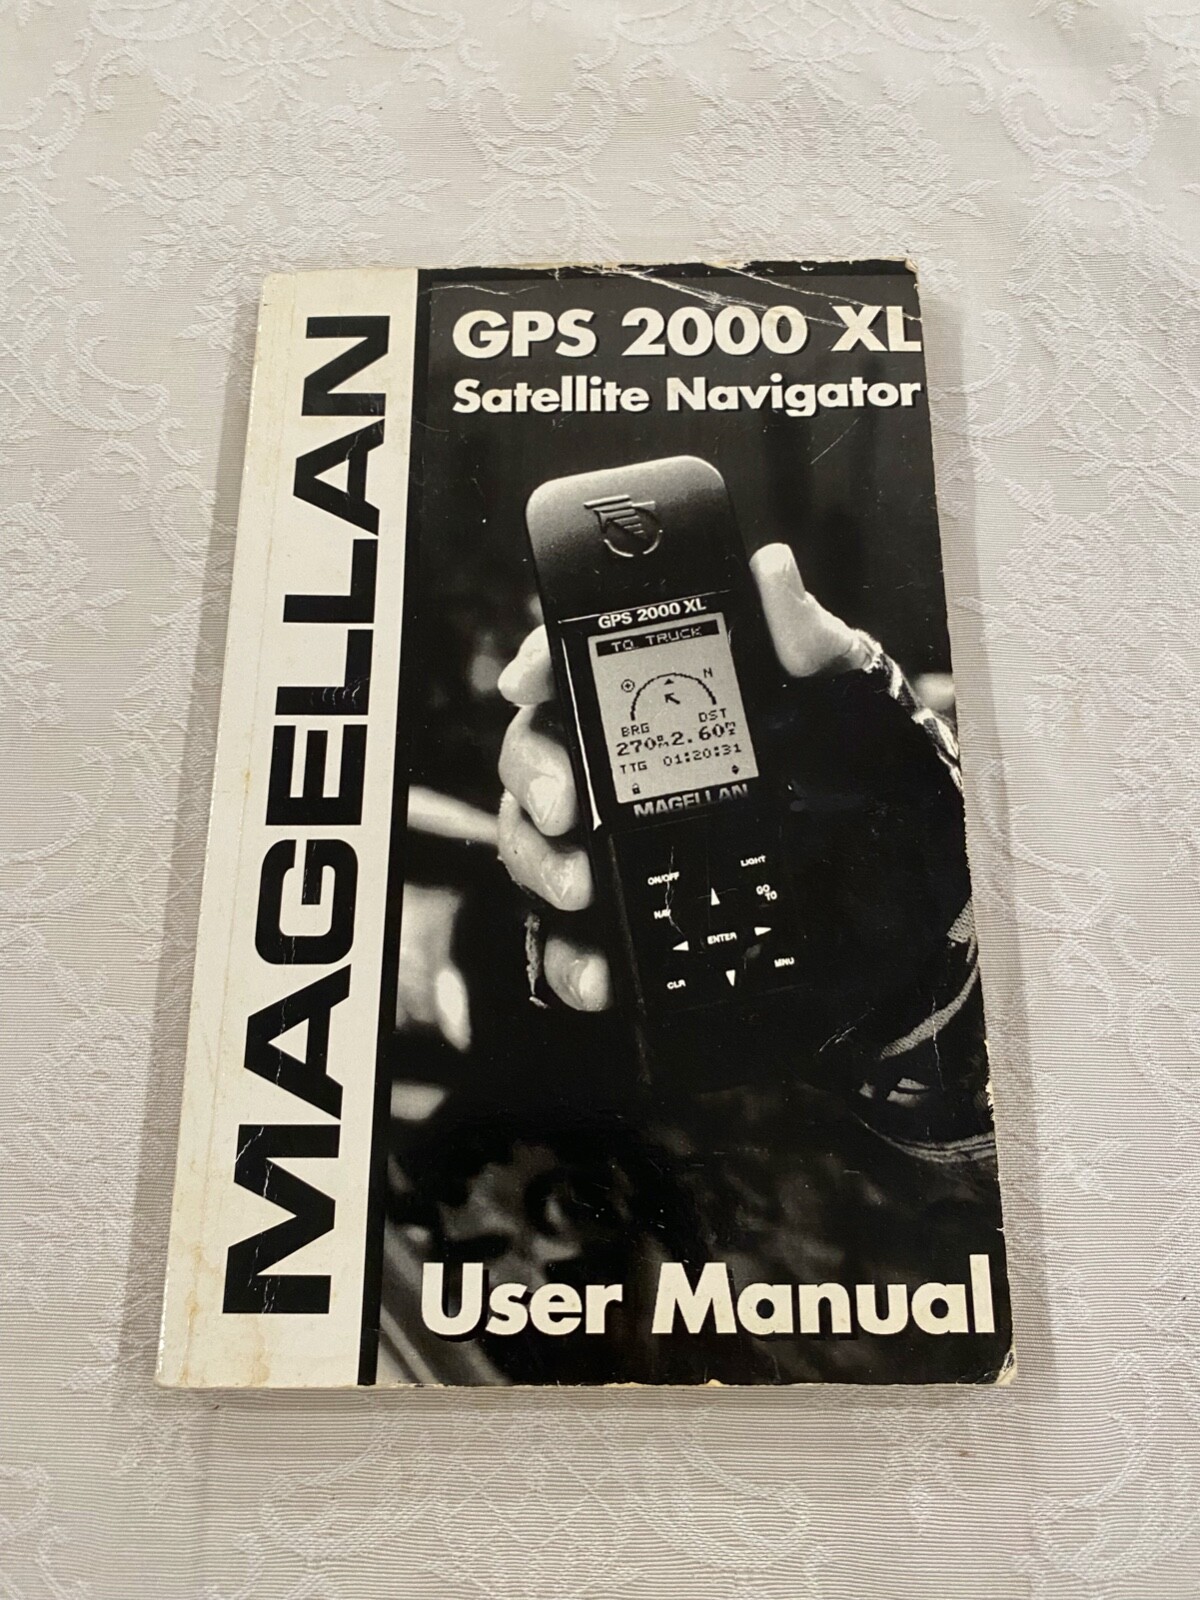 MAGELLAN
GPS 2000 XL
Satellite Navigator
GPS 2000 XL
TO TRUCK
N
BRG DST
270°M 2.60
TTG 01:20:31
MAGELLAN
ON/OFF LIGHT
NAV GO TO
ENTER
CLR MNU
User Manual